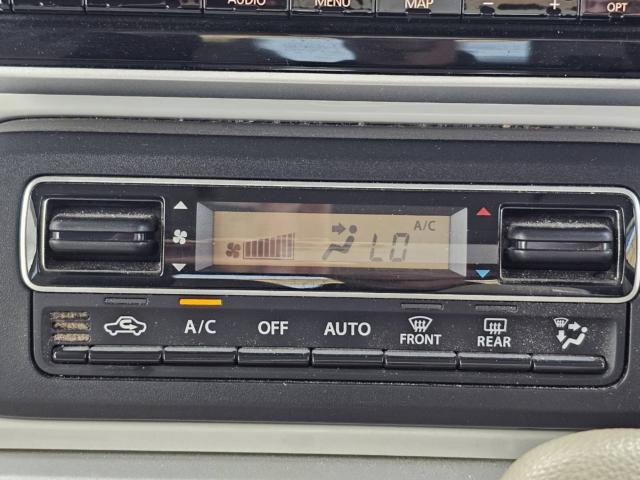 AUDIO MENU MAP - + OPT
A/C
LO
A/C OFF AUTO FRONT REAR